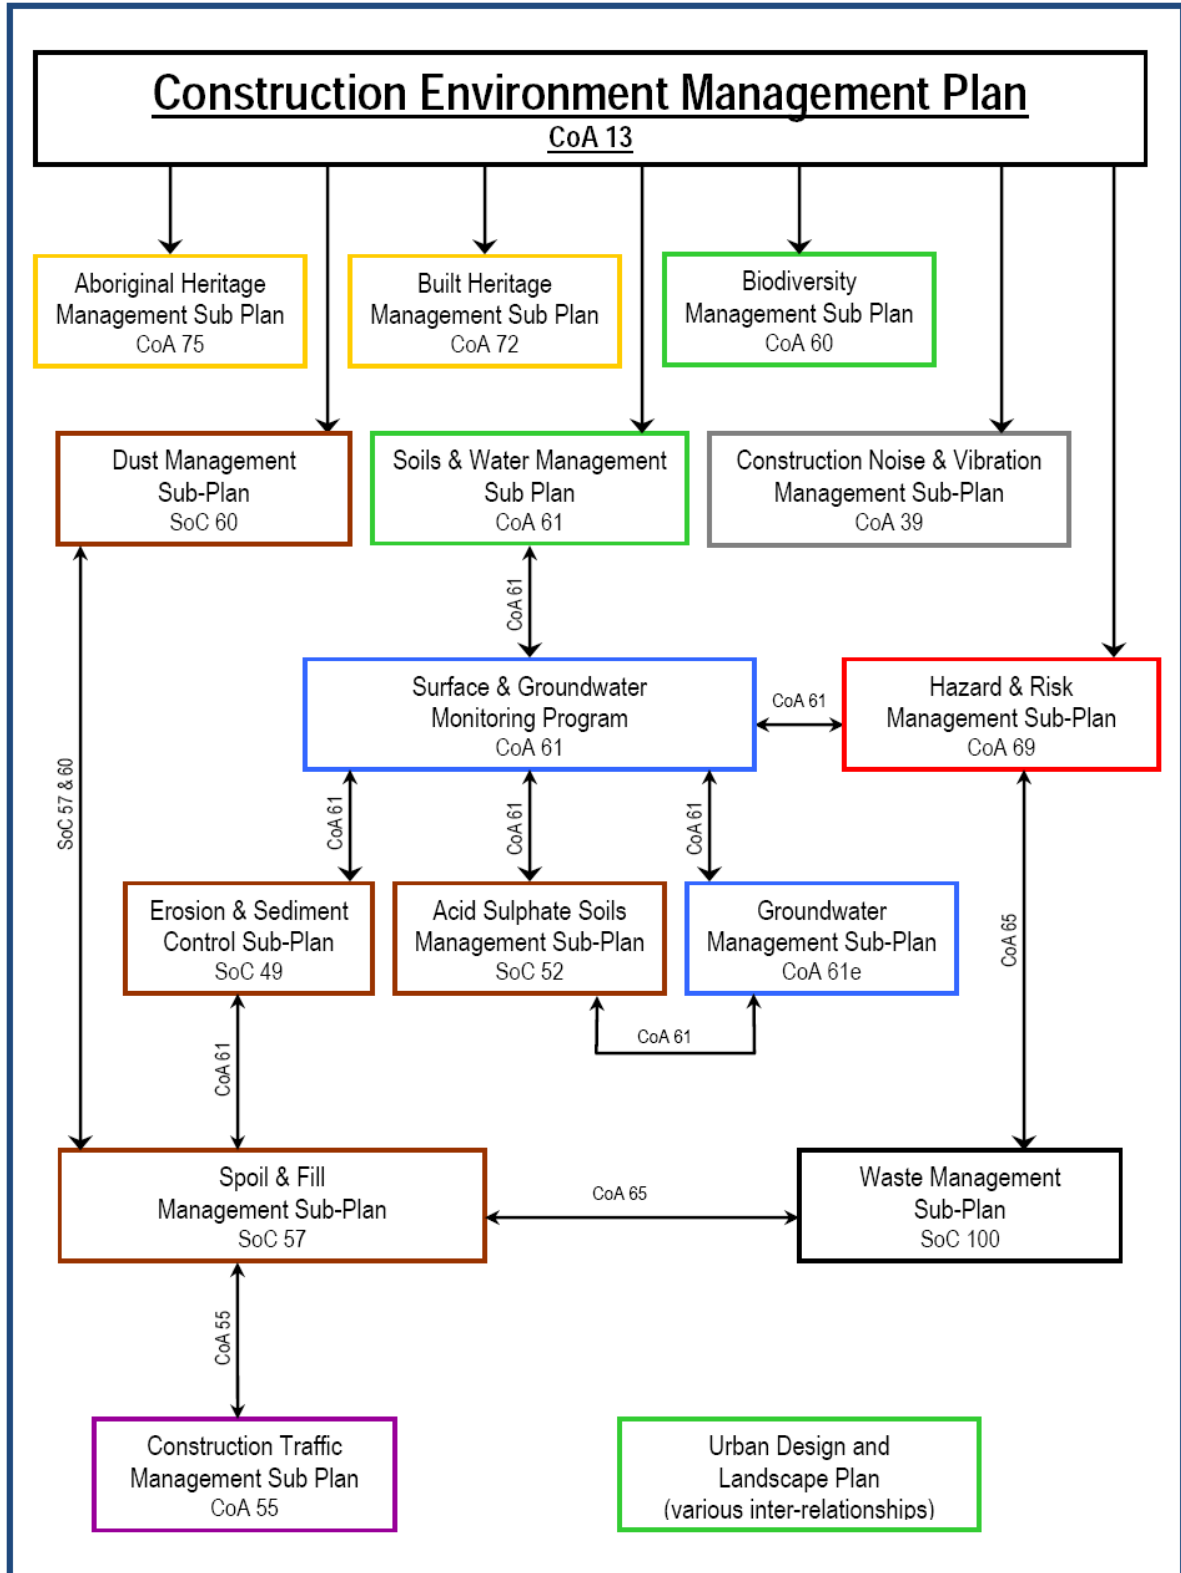 Construction Environment Management Plan
CoA 13
Aboriginal Heritage
Management Sub Plan
CoA 75
Built Heritage
Management Sub Plan
CoA 72
Biodiversity
Management Sub Plan
CoA 60
Dust Management
Sub-Plan
SoC 60
Soils & Water Management
Sub Plan
CoA 61
Construction Noise & Vibration
Management Sub-Plan
CoA 39
CoA 61
Surface & Groundwater
Monitoring Program
CoA 61
CoA 61
Hazard & Risk
Management Sub-Plan
CoA 69
SoC 57 & 60
CoA 61
CoA 61
CoA 61
CoA 65
Erosion & Sediment
Control Sub-Plan
SoC 49
Acid Sulphate Soils
Management Sub-Plan
SoC 52
Groundwater
Management Sub-Plan
CoA 61e
CoA 61
CoA 61
Spoil & Fill
Management Sub-Plan
SoC 57
CoA 65
Waste Management
Sub-Plan
SoC 100
CoA 55
Construction Traffic
Management Sub Plan
CoA 55
Urban Design and
Landscape Plan
(various inter-relationships)